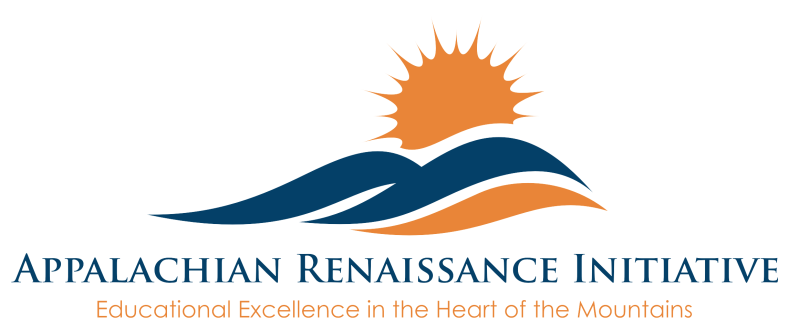 Appalachian Renaissance Initiative
Educational Excellence in the Heart of the Mountains